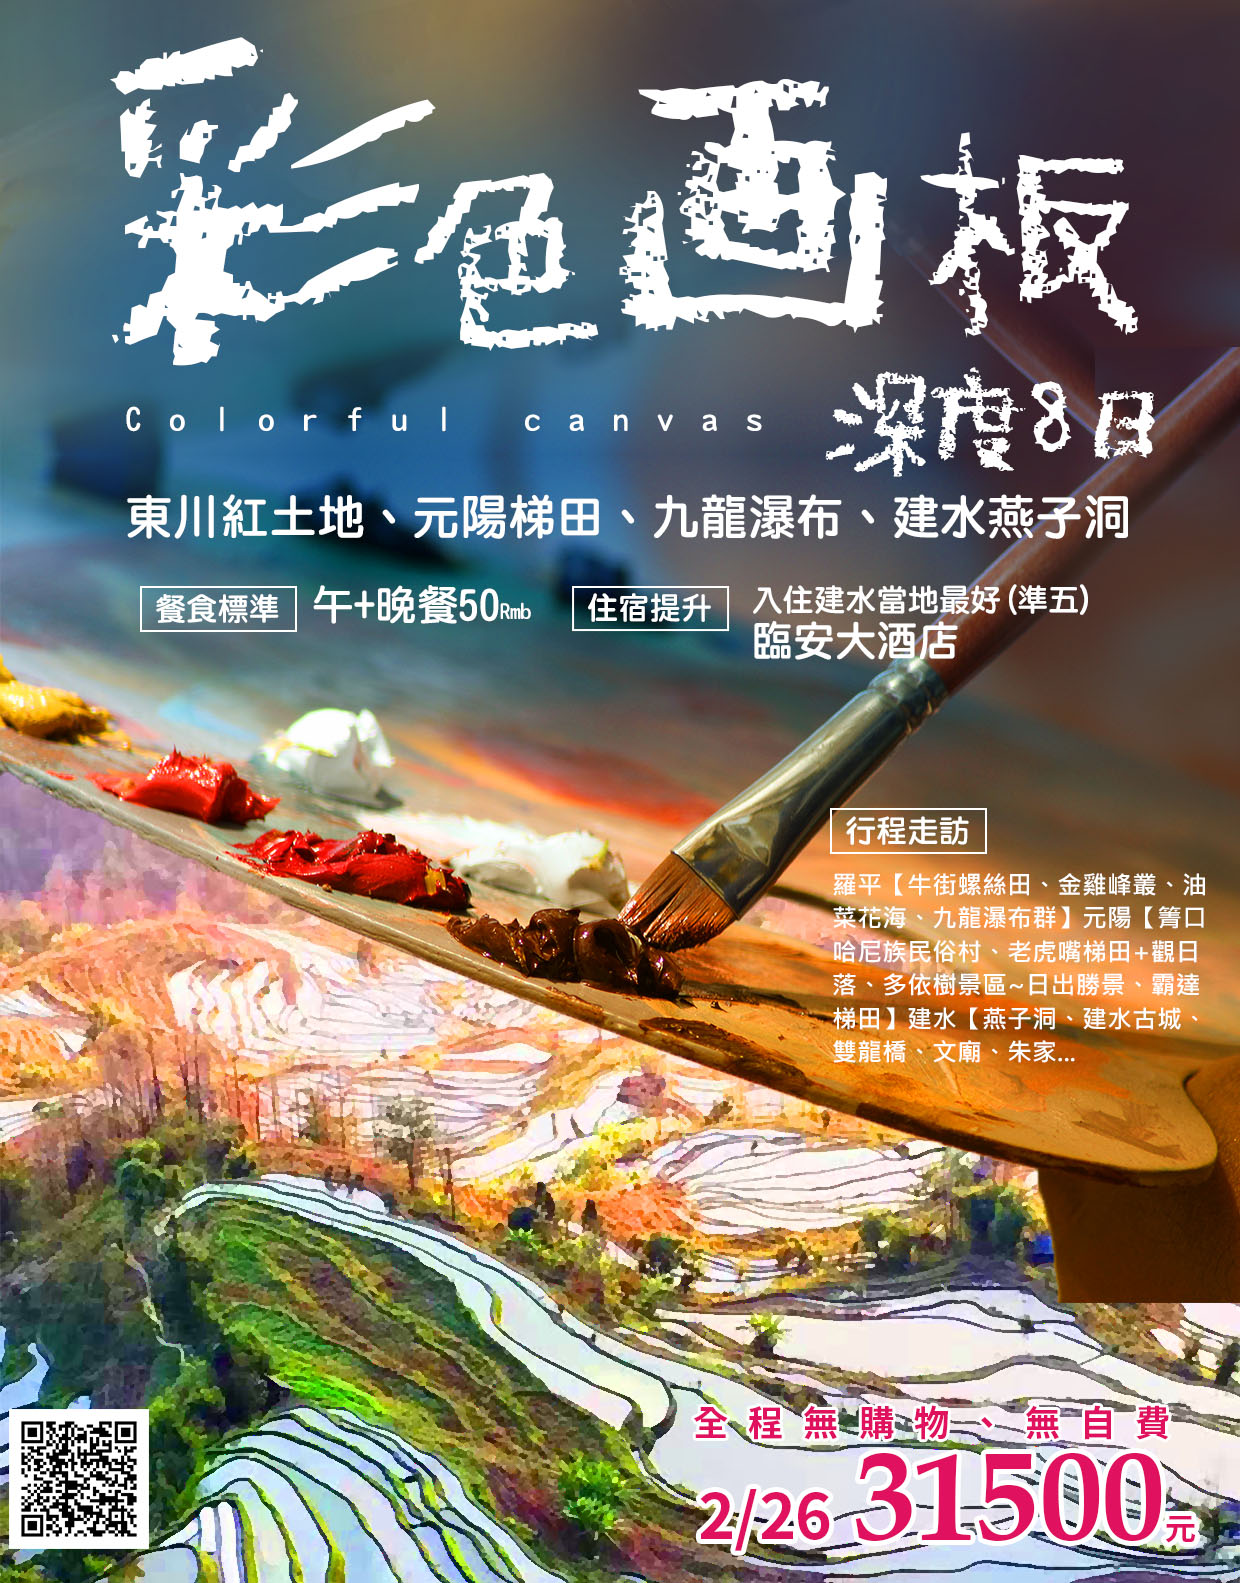 彩色画板
Colorful canvas
深度8日
東川紅土地、元陽梯田、九龍瀑布、建水燕子洞
餐食標準 午+晚餐50Rmb
住宿提升 入住建水當地最好(準五)
臨安大酒店
行程走訪
羅平【牛街螺絲田、金雞峰叢、油
菜花海、九龍瀑布群】元陽【箐口
哈尼族民俗村、老虎嘴梯田+觀日
落、多依樹景區~日出勝景、霸達
梯田】建水【燕子洞、建水古城、
雙龍橋、文廟、朱家...
全程無購物、無自費
2/26 31500元